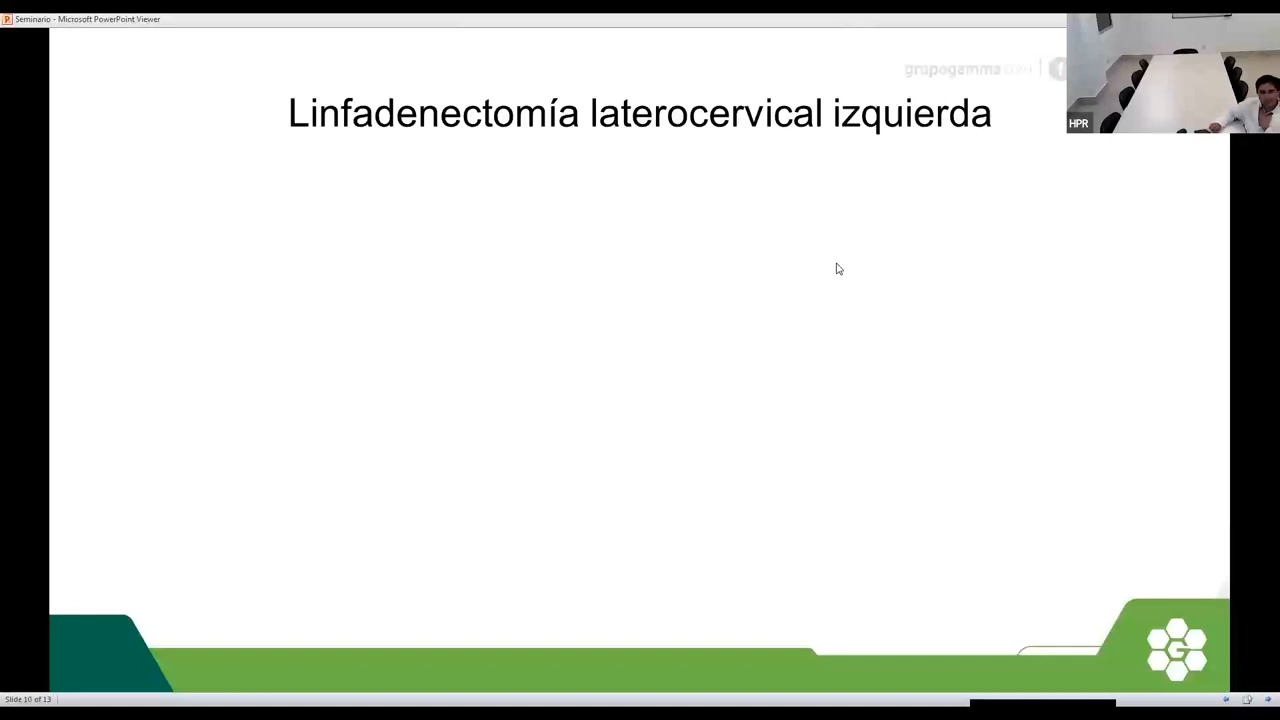 Seminario - Microsoft PowerPoint Viewer
grupogamma.com
Linfadenectomía laterocervical izquierda
HPR
G
Slide 10 of 13